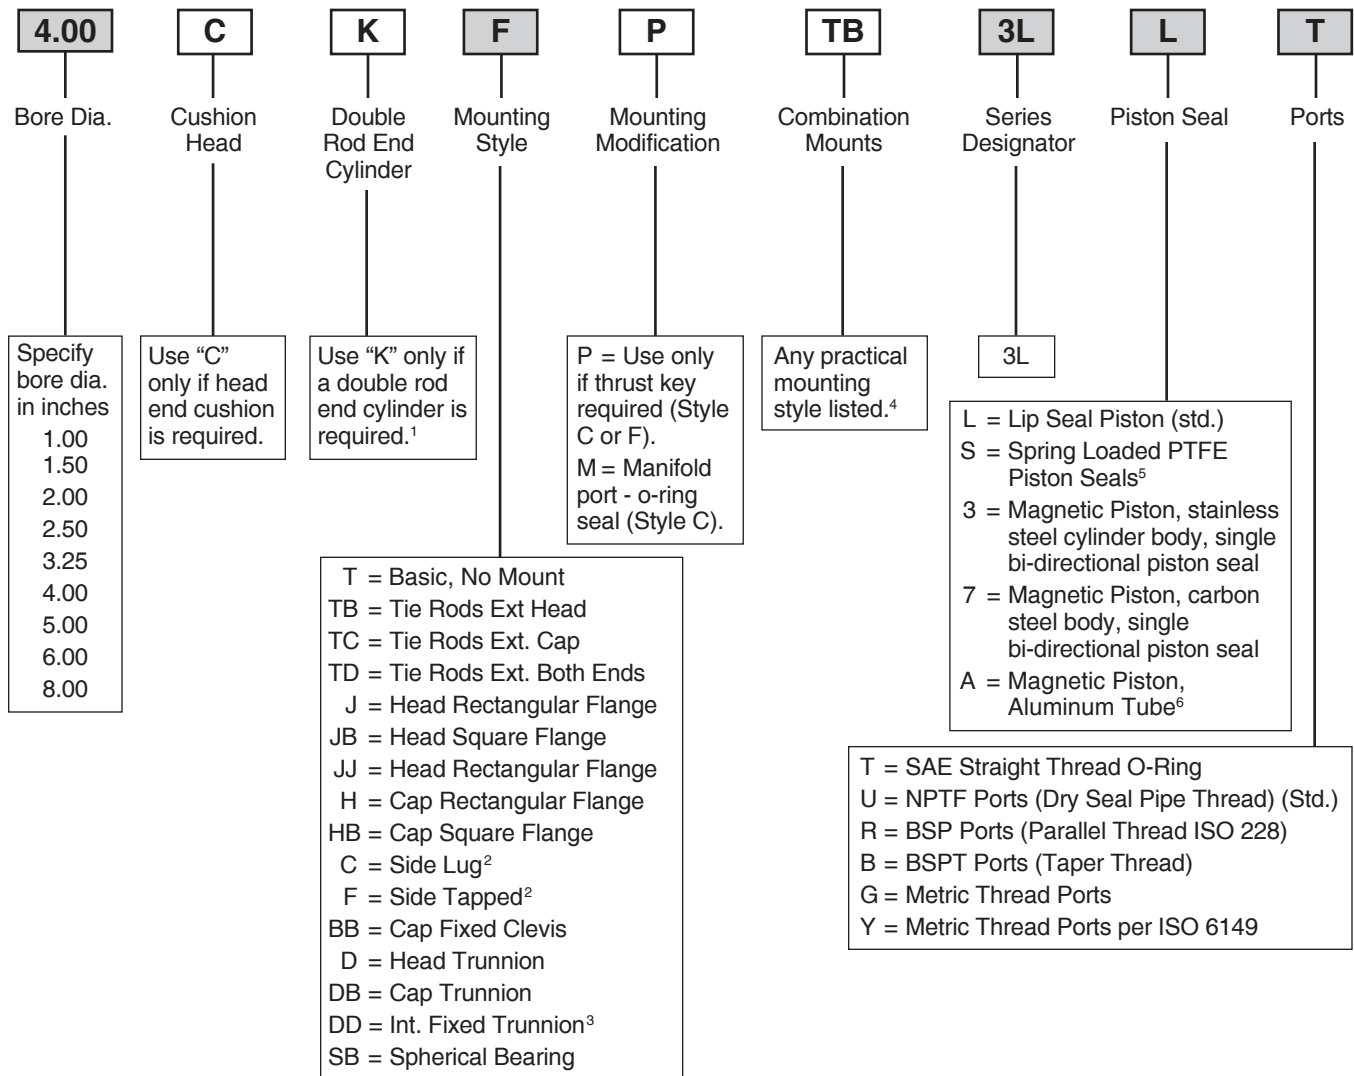 4.00 C K F P TB 3L L T
Bore Dia.
Cushion
Head
Double
Rod End
Cylinder
Mounting
Style
Mounting
Modification
Combination
Mounts
Series
Designator
Piston Seal
Ports
Specify
bore dia.
in inches
1.00
1.50
2.00
2.50
3.25
4.00
5.00
6.00
8.00
Use “C”
only if head
end cushion
is required.
Use “K” only if
a double rod
end cylinder is
required.¹
P = Use only
if thrust key
required (Style
C or F).
M = Manifold
port - o-ring
seal (Style C).
Any practical
mounting
style listed.⁴
3L
L = Lip Seal Piston (std.)
S = Spring Loaded PTFE
Piston Seals⁵
3 = Magnetic Piston, stainless
steel cylinder body, single
bi-directional piston seal
7 = Magnetic Piston, carbon
steel body, single
bi-directional piston seal
A = Magnetic Piston,
Aluminum Tube⁶
T = Basic, No Mount
TB = Tie Rods Ext Head
TC = Tie Rods Ext. Cap
TD = Tie Rods Ext. Both Ends
J = Head Rectangular Flange
JB = Head Square Flange
JJ = Head Rectangular Flange
H = Cap Rectangular Flange
HB = Cap Square Flange
C = Side Lug²
F = Side Tapped²
BB = Cap Fixed Clevis
D = Head Trunnion
DB = Cap Trunnion
DD = Int. Fixed Trunnion³
SB = Spherical Bearing
T = SAE Straight Thread O-Ring
U = NPTF Ports (Dry Seal Pipe Thread) (Std.)
R = BSP Ports (Parallel Thread ISO 228)
B = BSPT Ports (Taper Thread)
G = Metric Thread Ports
Y = Metric Thread Ports per ISO 6149